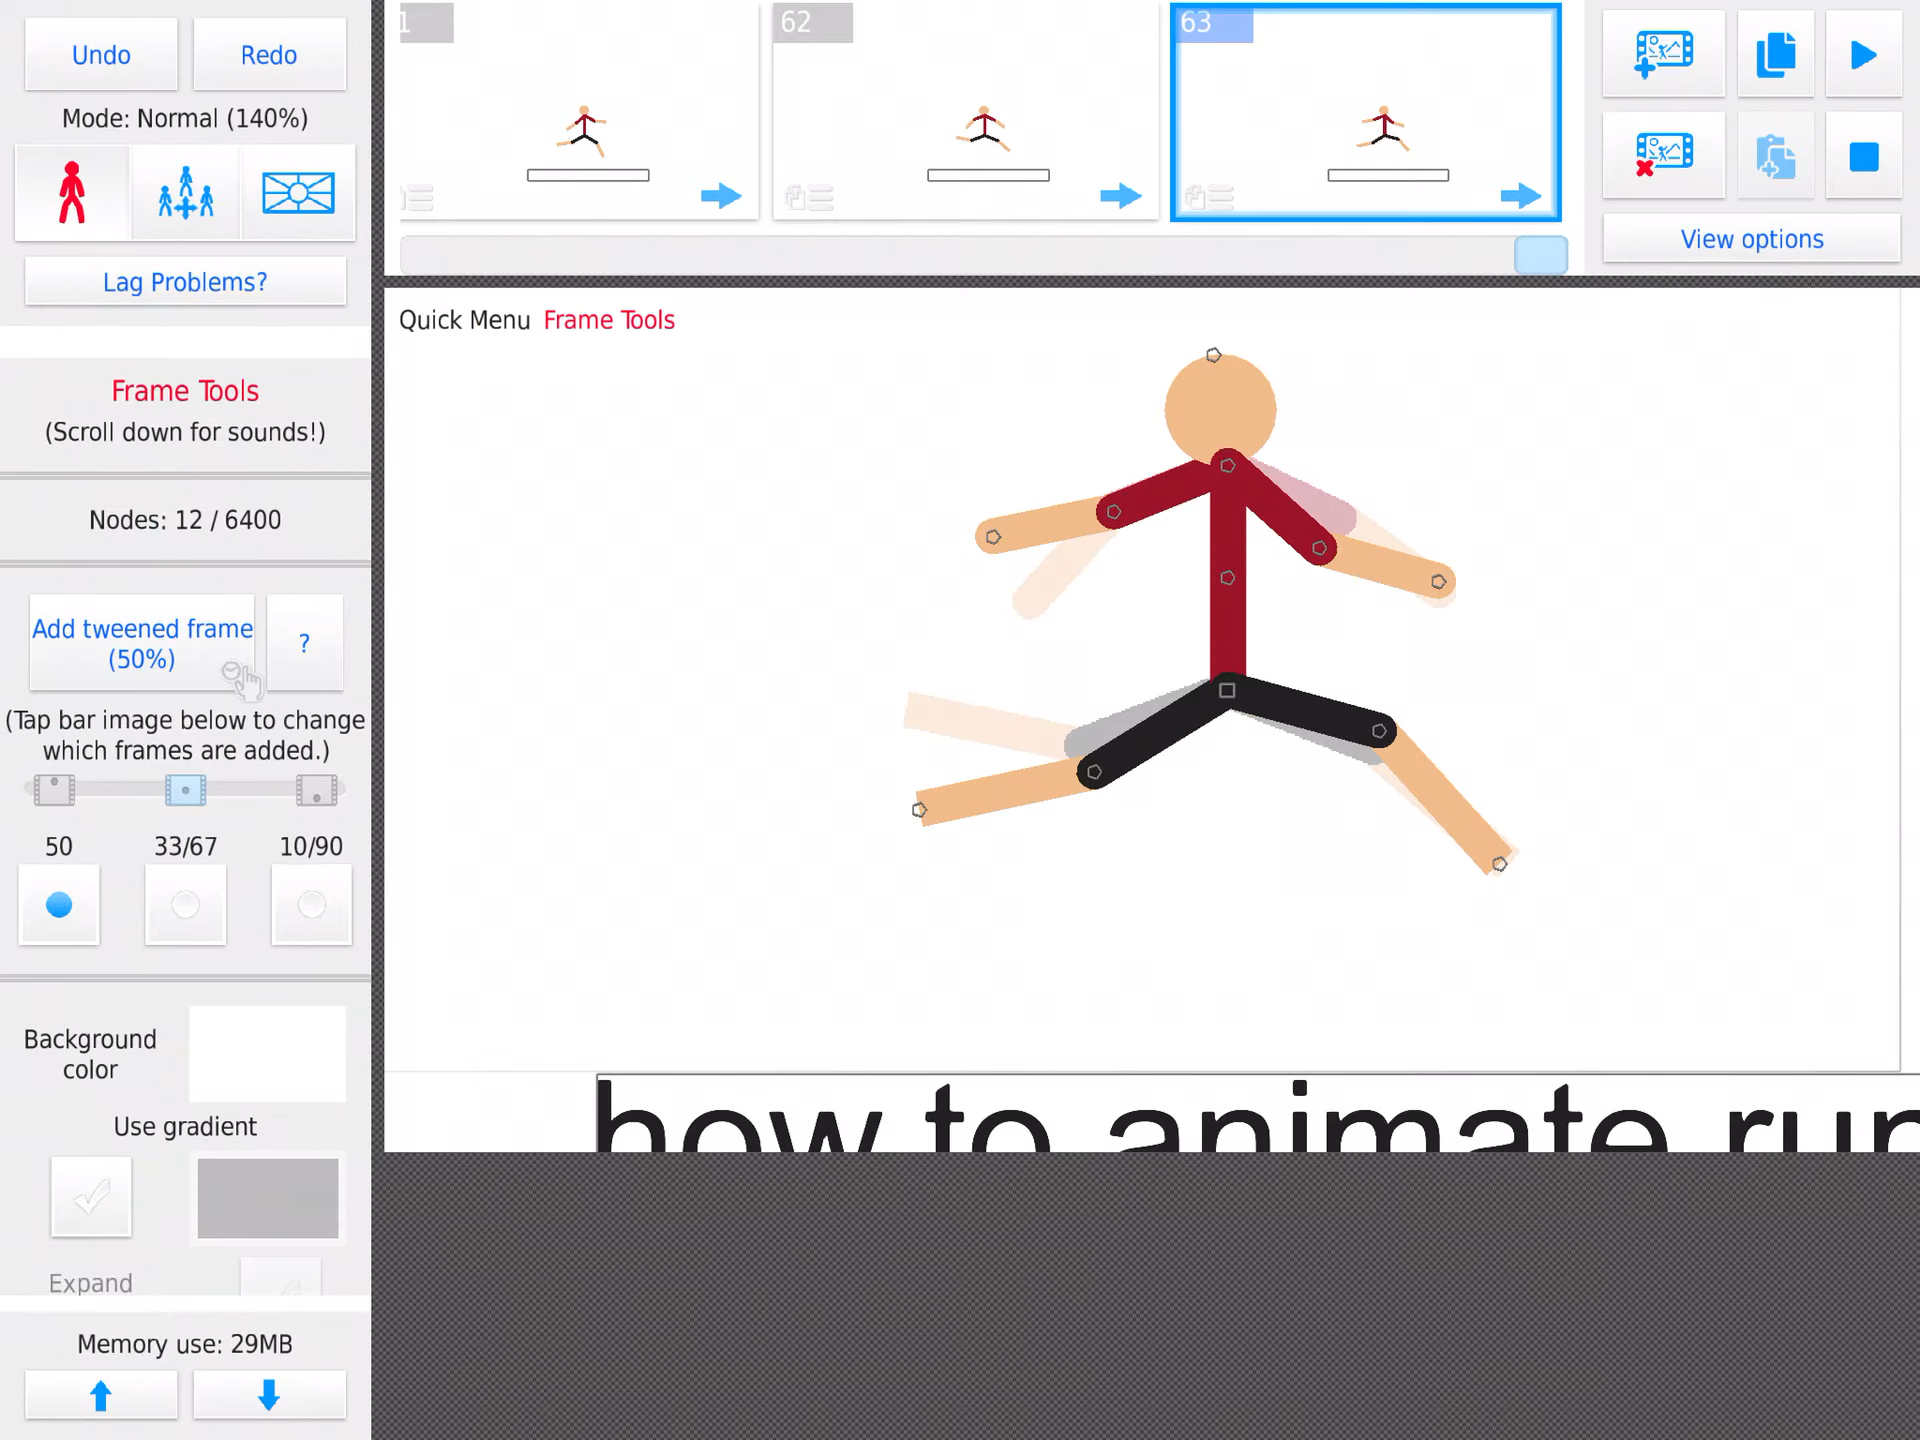 Undo Redo
Mode: Normal (140%)
Lag Problems?
Frame Tools
(Scroll down for sounds!)
Nodes: 12 / 6400
Add tweened frame
(50%)
?
(Tap bar image below to change
which frames are added.)
50 33/67 10/90
Background
color
Use gradient
Expand
Memory use: 29MB
1 62 63
View options
Quick Menu Frame Tools
how to animate run